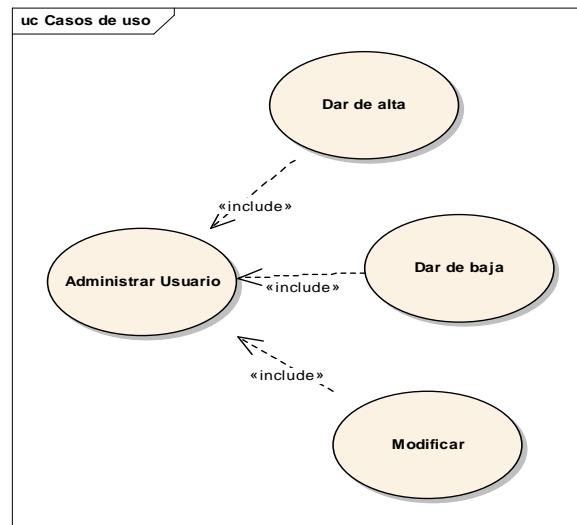 uc Casos de uso
Dar de alta
«include»
Administrar Usuario
Dar de baja
«include»
«include»
Modificar